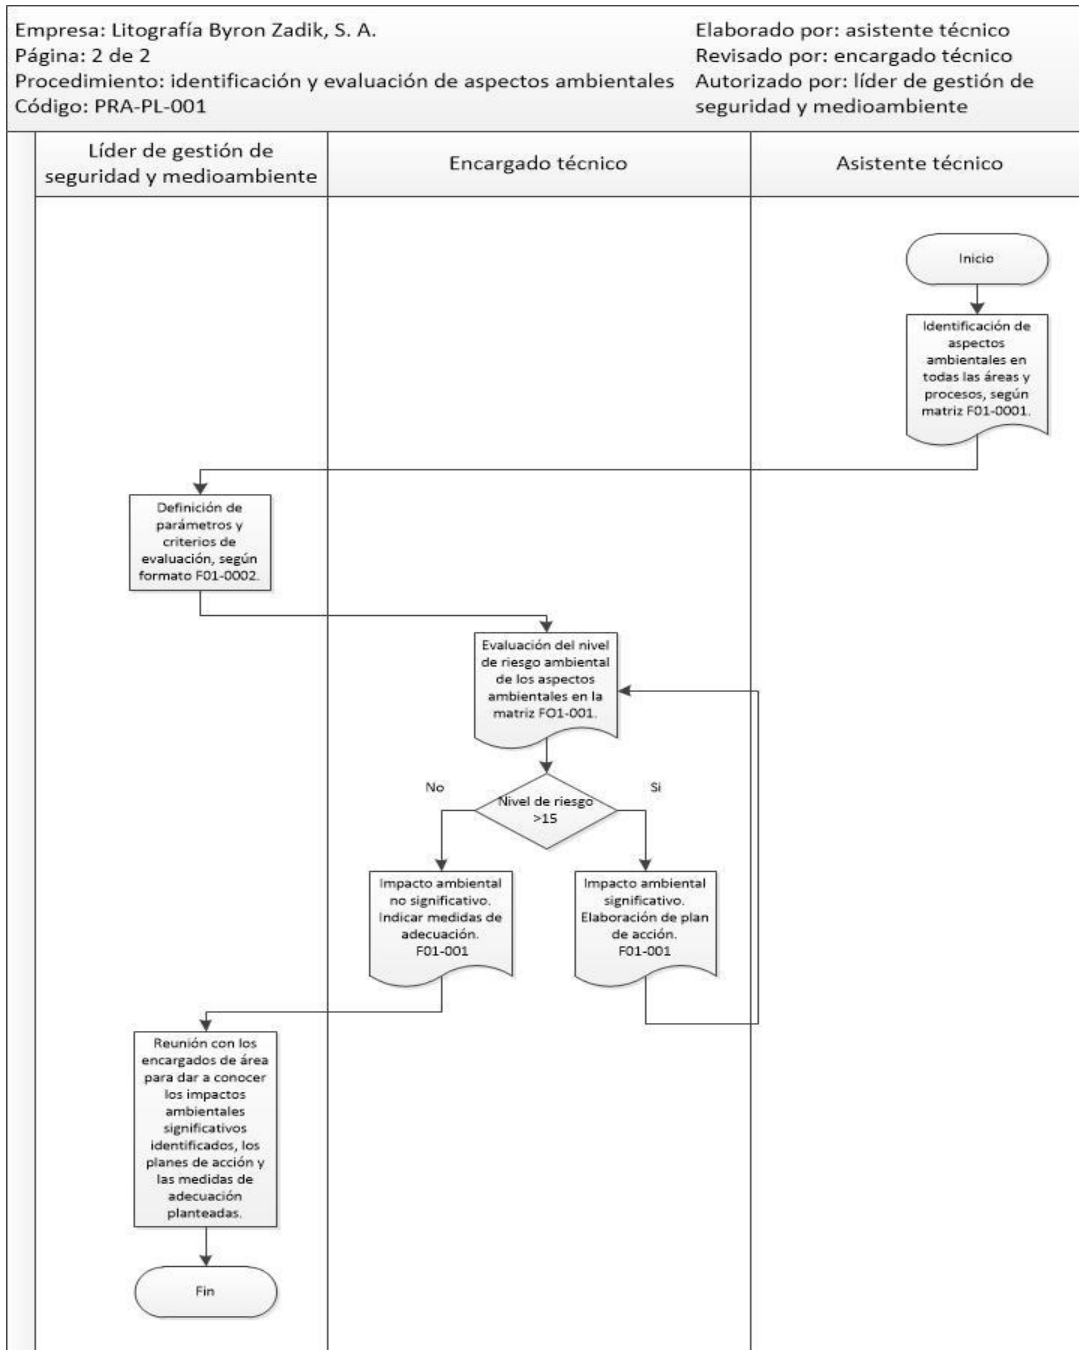 Empresa: Litografía Byron Zadik, S. A.
Página: 2 de 2
Procedimiento: identificación y evaluación de aspectos ambientales
Código: PRA-PL-001
Elaborado por: asistente técnico
Revisado por: encargado técnico
Autorizado por: líder de gestión de
seguridad y medioambiente
Líder de gestión de
seguridad y medioambiente
Encargado técnico
Asistente técnico
Inicio
Identificación de
aspectos
ambientales en
todas las áreas y
procesos, según
matriz F01-0001.
Definición de
parámetros y
criterios de
evaluación, según
formato F01-0002.
Evaluación del nivel
de riesgo ambiental
de los aspectos
ambientales en la
matriz FO1-001.
No
Si
Nivel de riesgo
>15
Impacto ambiental
no significativo.
Indicar medidas de
adecuación.
F01-001
Impacto ambiental
significativo.
Elaboración de plan
de acción.
F01-001
Reunión con los
encargados de área
para dar a conocer
los impactos
ambientales
significativos
identificados, los
planes de acción y
las medidas de
adecuación
planteadas.
Fin